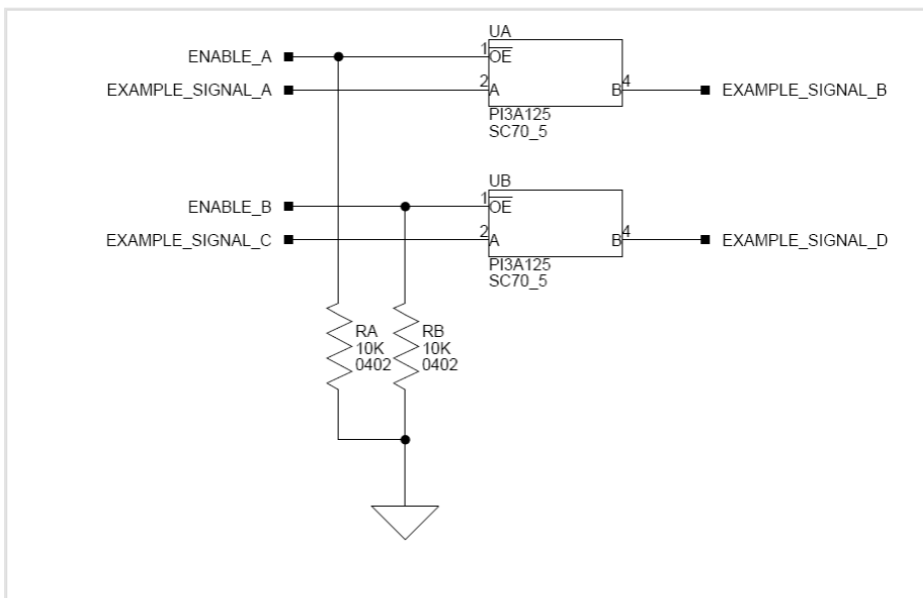 UA
ENABLE_A
1
OE
EXAMPLE_SIGNAL_A
2
A
B
4
EXAMPLE_SIGNAL_B
PI3A125
SC70_5
UB
ENABLE_B
1
OE
EXAMPLE_SIGNAL_C
2
A
B
4
EXAMPLE_SIGNAL_D
PI3A125
SC70_5
RA
10K
0402
RB
10K
0402